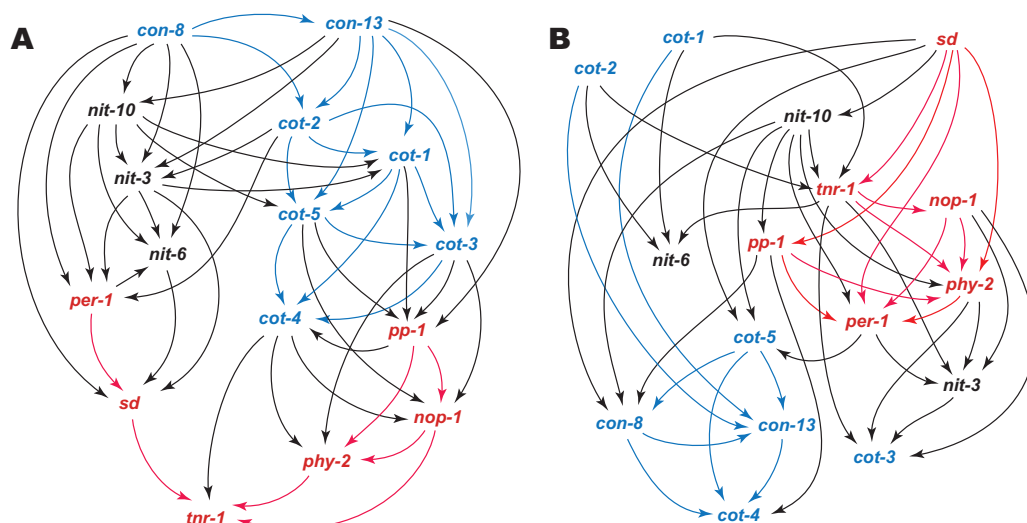 A
con-8
con-13
nit-10
cot-2
cot-1
nit-3
cot-5
cot-3
nit-6
per-1
cot-4
pp-1
sd
nop-1
phy-2
tnr-1
B
cot-1
sd
cot-2
nit-10
tnr-1
nop-1
pp-1
nit-6
phy-2
per-1
cot-5
nit-3
con-8
con-13
cot-3
cot-4